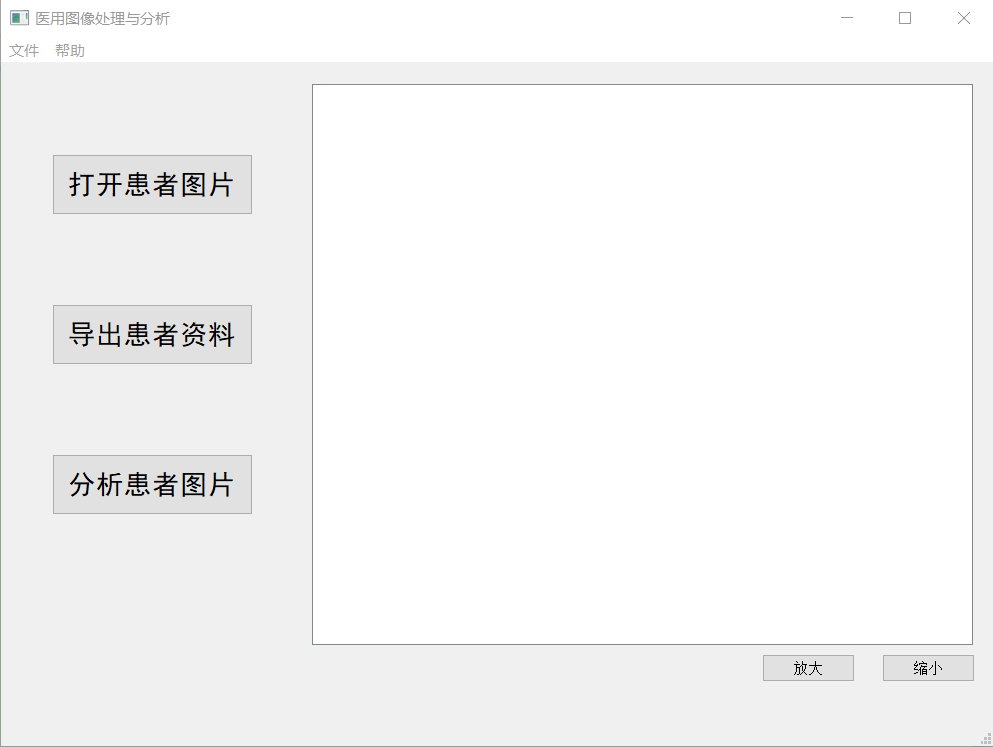 医用图像处理与分析
文件 帮助
打开患者图片
导出患者资料
分析患者图片
放大 缩小